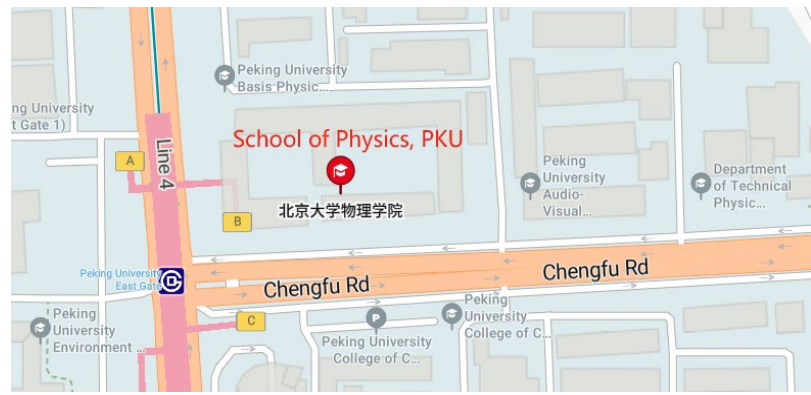 Peking University
Basis Physic...
ng University
t Gate 1)
School of Physics, PKU
Line 4
A
Peking
University
Audio-
Visual...
Department
of Technical
Physic...
北京大学物理学院
B
Chengfu Rd
Peking University
East Gate
Chengfu Rd
Peking
University
Environment ...
C
P
Peking University
College of C...
Peking
University
College of C...